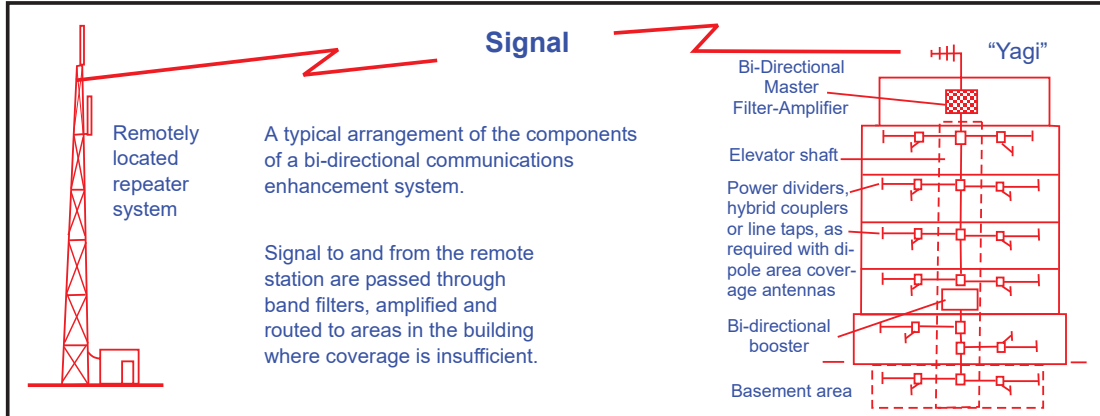 Signal
“Yagi”
Bi-Directional
Master
Filter-Amplifier
Remotely
located
repeater
system
A typical arrangement of the components
of a bi-directional communications
enhancement system.
Signal to and from the remote
station are passed through
band filters, amplified and
routed to areas in the building
where coverage is insufficient.
Elevator shaft
Power dividers,
hybrid couplers
or line taps, as
required with di-
pole area cover-
age antennas
Bi-directional
booster
Basement area